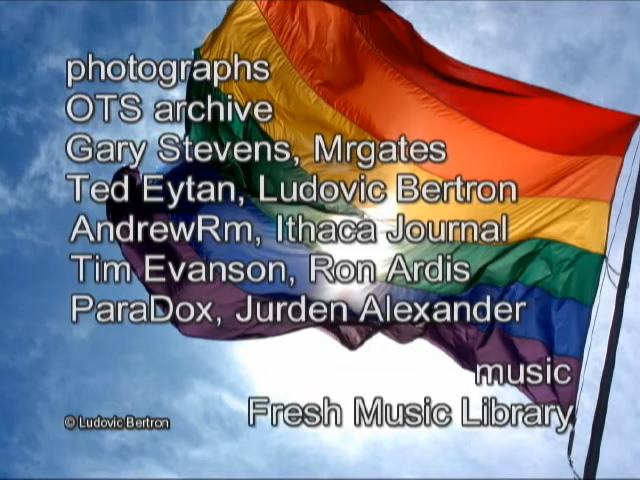 photographs
OTS archive
Gary Stevens, Mrgates
Ted Eytan, Ludovic Bertron
AndrewRm, Ithaca Journal
Tim Evanson, Ron Ardis
ParaDox, Jurden Alexander
music
Fresh Music Library
© Ludovic Bertron